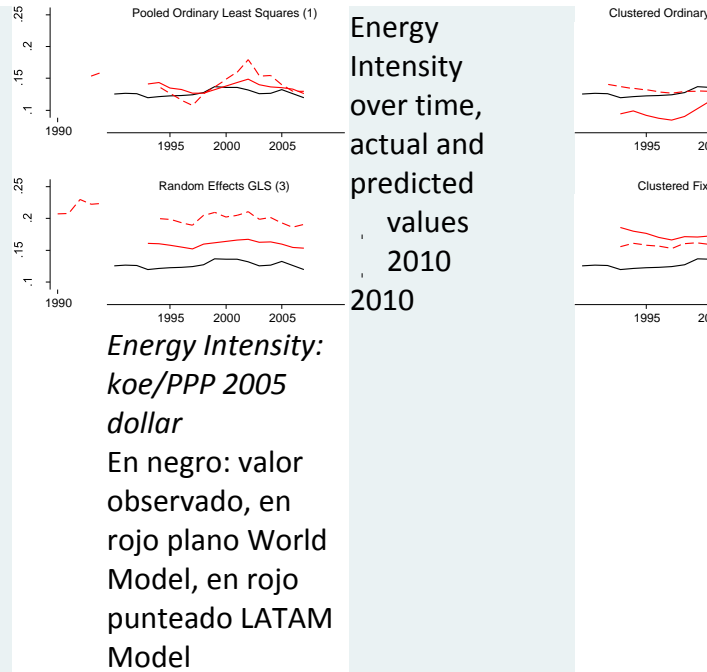 Pooled Ordinary Least Squares (1)
.25
.2
.15
.1
1990
1995
2000
2005
Random Effects GLS (3)
.25
.2
.15
.1
1990
1995
2000
2005
Energy Intensity:
koe/PPP 2005
dollar
En negro: valor
observado, en
rojo plano World
Model, en rojo
punteado LATAM
Model
Energy
Intensity
over time,
actual and
predicted
values
2010
2010
Clustered Ordinary
1995
Clustered Fix
1995